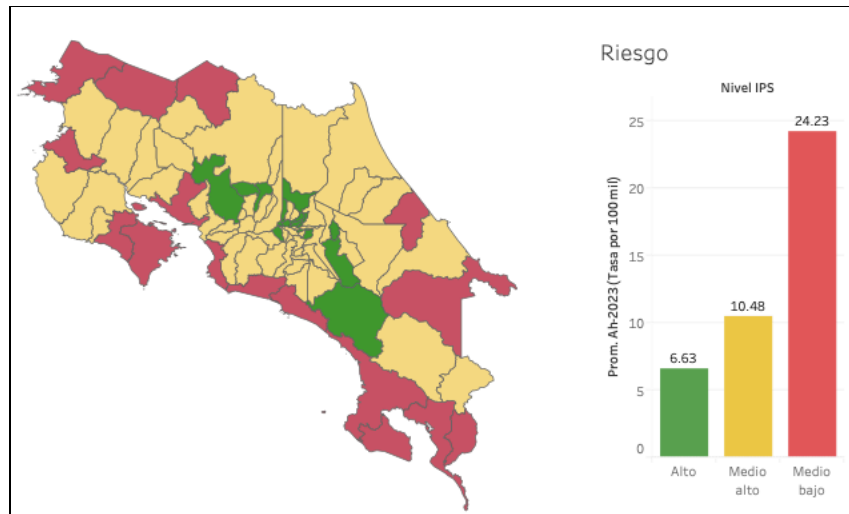 Riesgo
Nivel IPS
Prom. Ah-2023 (Tasa por 100 mil)
25
20
15
10
5
0
6.63
10.48
24.23
Alto
Medio
alto
Medio
bajo